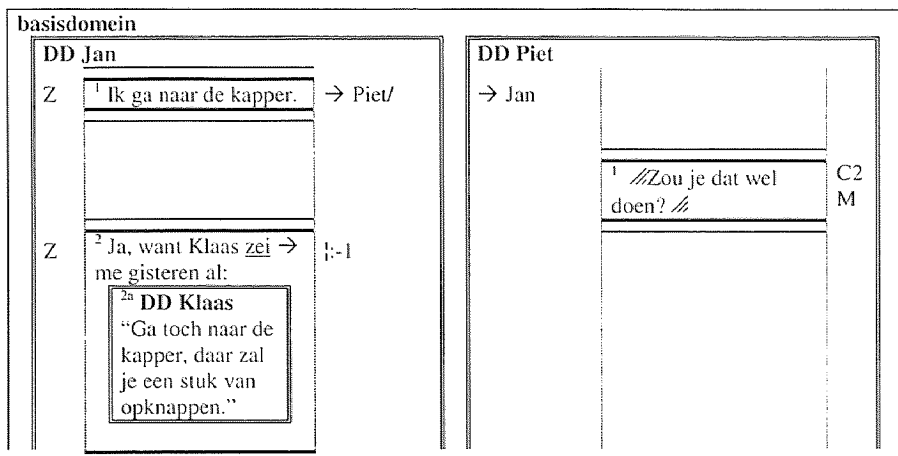 basisdomein
DD Jan
Z ¹ Ik ga naar de kapper. → Piet/
Z ² Ja, want Klaas zei → ¦:-1
me gisteren al:
²ᵃ DD Klaas
“Ga toch naar de
kapper, daar zal
je een stuk van
opknappen.”
DD Piet
→ Jan
¹ //Zou je dat wel C2
doen? // M